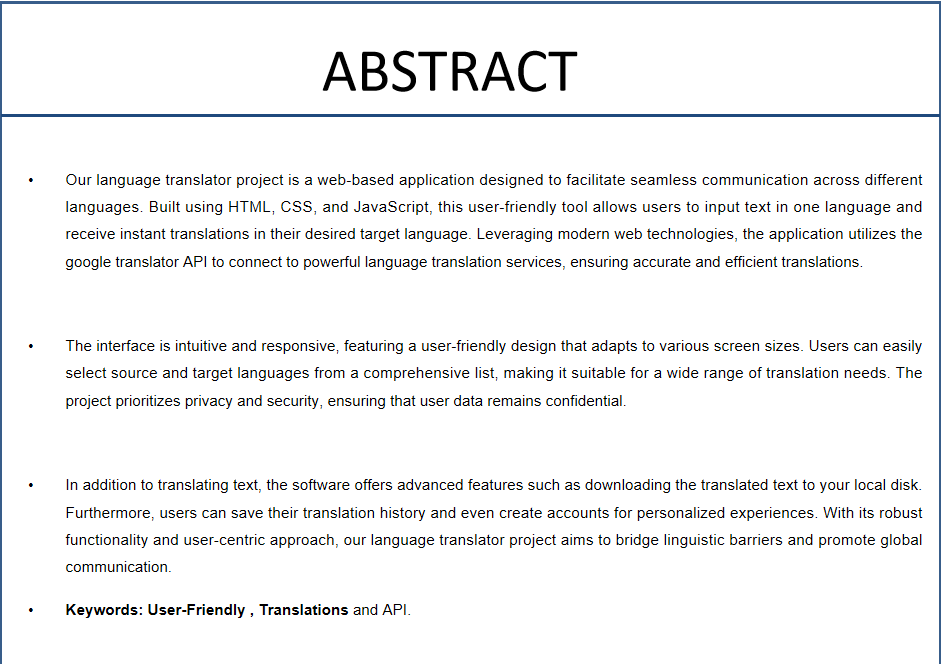 ABSTRACT
• Our language translator project is a web-based application designed to facilitate seamless communication across different
languages. Built using HTML, CSS, and JavaScript, this user-friendly tool allows users to input text in one language and
receive instant translations in their desired target language. Leveraging modern web technologies, the application utilizes the
google translator API to connect to powerful language translation services, ensuring accurate and efficient translations.
• The interface is intuitive and responsive, featuring a user-friendly design that adapts to various screen sizes. Users can easily
select source and target languages from a comprehensive list, making it suitable for a wide range of translation needs. The
project prioritizes privacy and security, ensuring that user data remains confidential.
• In addition to translating text, the software offers advanced features such as downloading the translated text to your local disk.
Furthermore, users can save their translation history and even create accounts for personalized experiences. With its robust
functionality and user-centric approach, our language translator project aims to bridge linguistic barriers and promote global
communication.
• Keywords: User-Friendly , Translations and API.